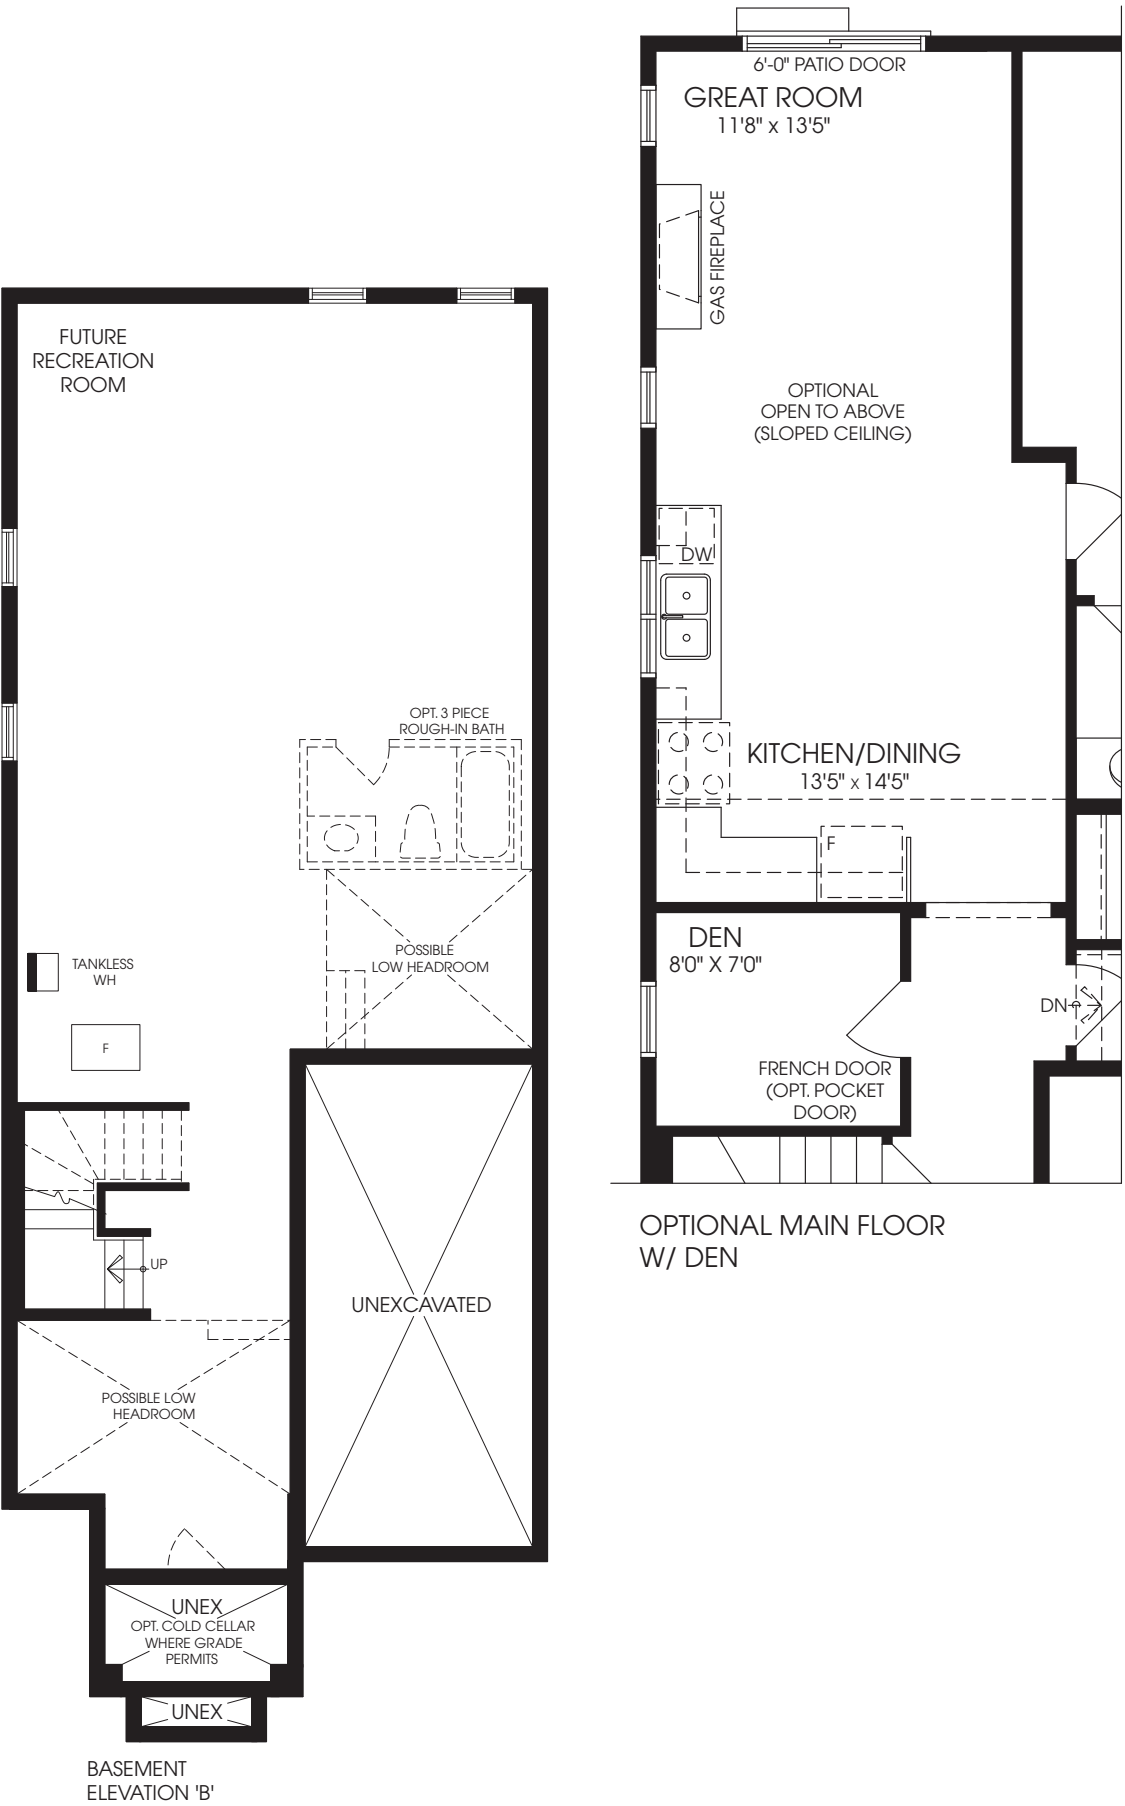 FUTURE
RECREATION
ROOM
OPT. 3 PIECE
ROUGH-IN BATH
POSSIBLE
LOW HEADROOM
TANKLESS
WH
F
UP
UNEXCAVATED
POSSIBLE LOW
HEADROOM
UNEX
OPT. COLD CELLAR
WHERE GRADE
PERMITS
UNEX
BASEMENT
ELEVATION 'B'
6'-0" PATIO DOOR
GREAT ROOM
11'8" x 13'5"
GAS FIREPLACE
OPTIONAL
OPEN TO ABOVE
(SLOPED CEILING)
DW
KITCHEN/DINING
13'5" x 14'5"
F
DEN
8'0" X 7'0"
DN
FRENCH DOOR
(OPT. POCKET
DOOR)
OPTIONAL MAIN FLOOR
W/ DEN